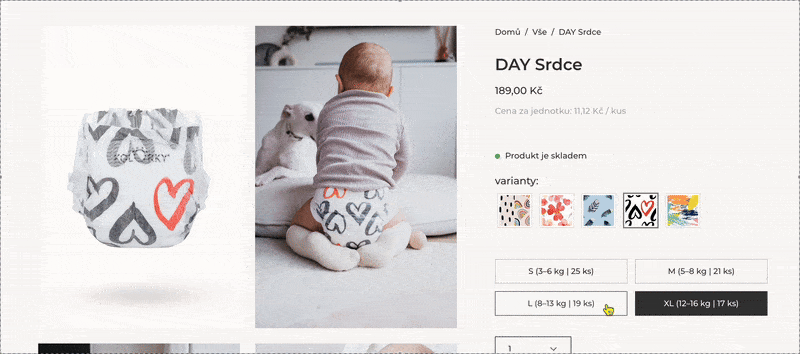 Domů / Vše / DAY Srdce
DAY Srdce
189,00 Kč
Cena za jednotku: 11,12 Kč / kus
Produkt je skladem
varianty:
S (3–6 kg | 25 ks)
M (5–8 kg | 21 ks)
L (8–13 kg | 19 ks)
XL (12–16 kg | 17 ks)
1
KOLORKY